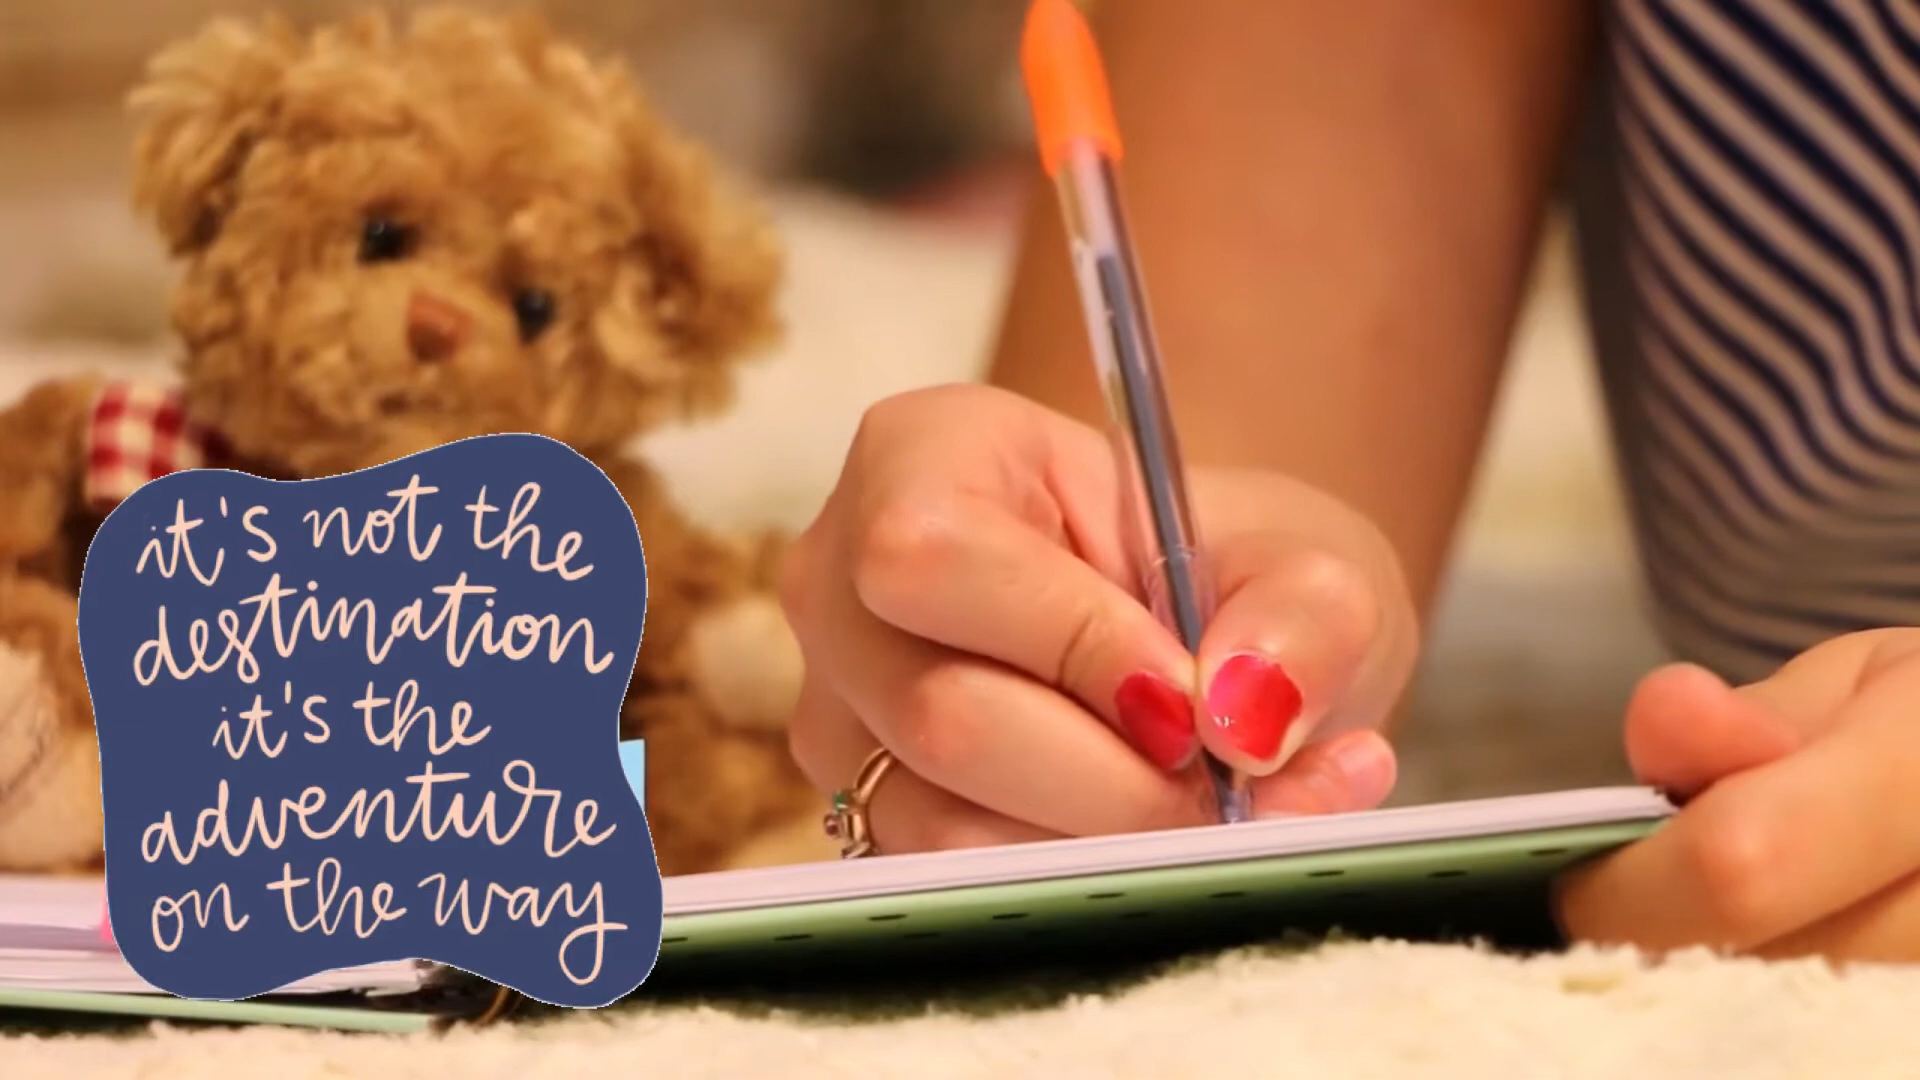 it's not the
destination
it's the
adventure
on the way